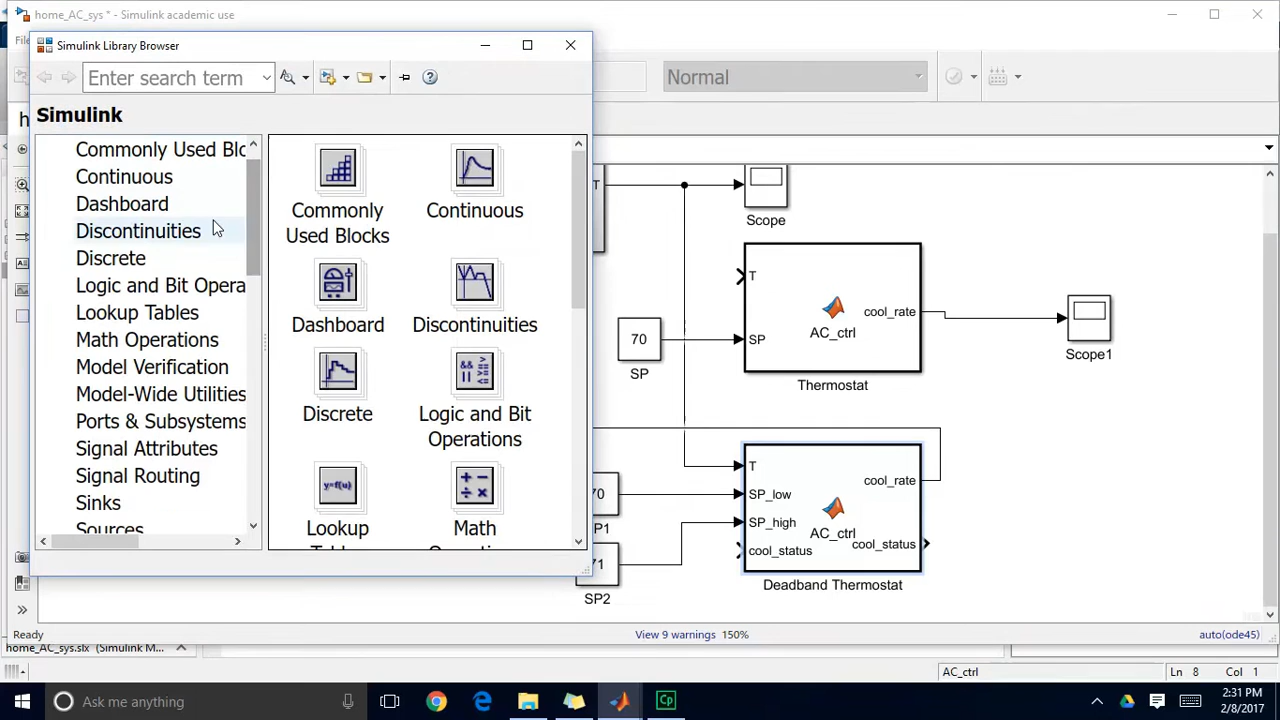 home_AC_sys * - Simulink academic use
Simulink Library Browser
Enter search term
Normal
Simulink
Commonly Used Blo
Continuous
Dashboard
Discontinuities
Discrete
Logic and Bit Opera
Lookup Tables
Math Operations
Model Verification
Model-Wide Utilities
Ports & Subsystems
Signal Attributes
Signal Routing
Sinks
Sources
Commonly
Used Blocks
Continuous
Dashboard
Discontinuities
Discrete
Logic and Bit
Operations
y=f(u)
Lookup
Math
T
Scope
T
cool_rate
AC_ctrl
SP
Thermostat
70
SP
Scope1
T
cool_rate
SP_low
SP_high
AC_ctrl
cool_status
cool_status
Deadband Thermostat
70
SP1
71
SP2
Ready
View 9 warnings 150%
auto(ode45)
home_AC_sys.slx (Simulink M...
AC_ctrl
Ln 8 Col 1
Ask me anything
Cp
2:31 PM
2/8/2017